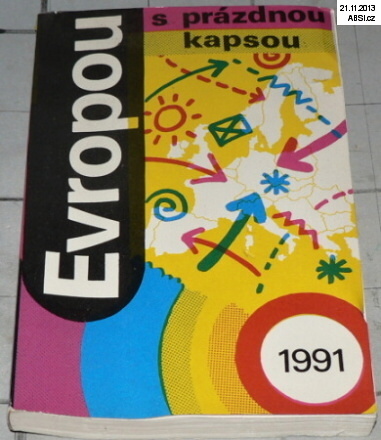 21.11.2013
ABSI.cz
Evropou
s prázdnou
kapsou
1991